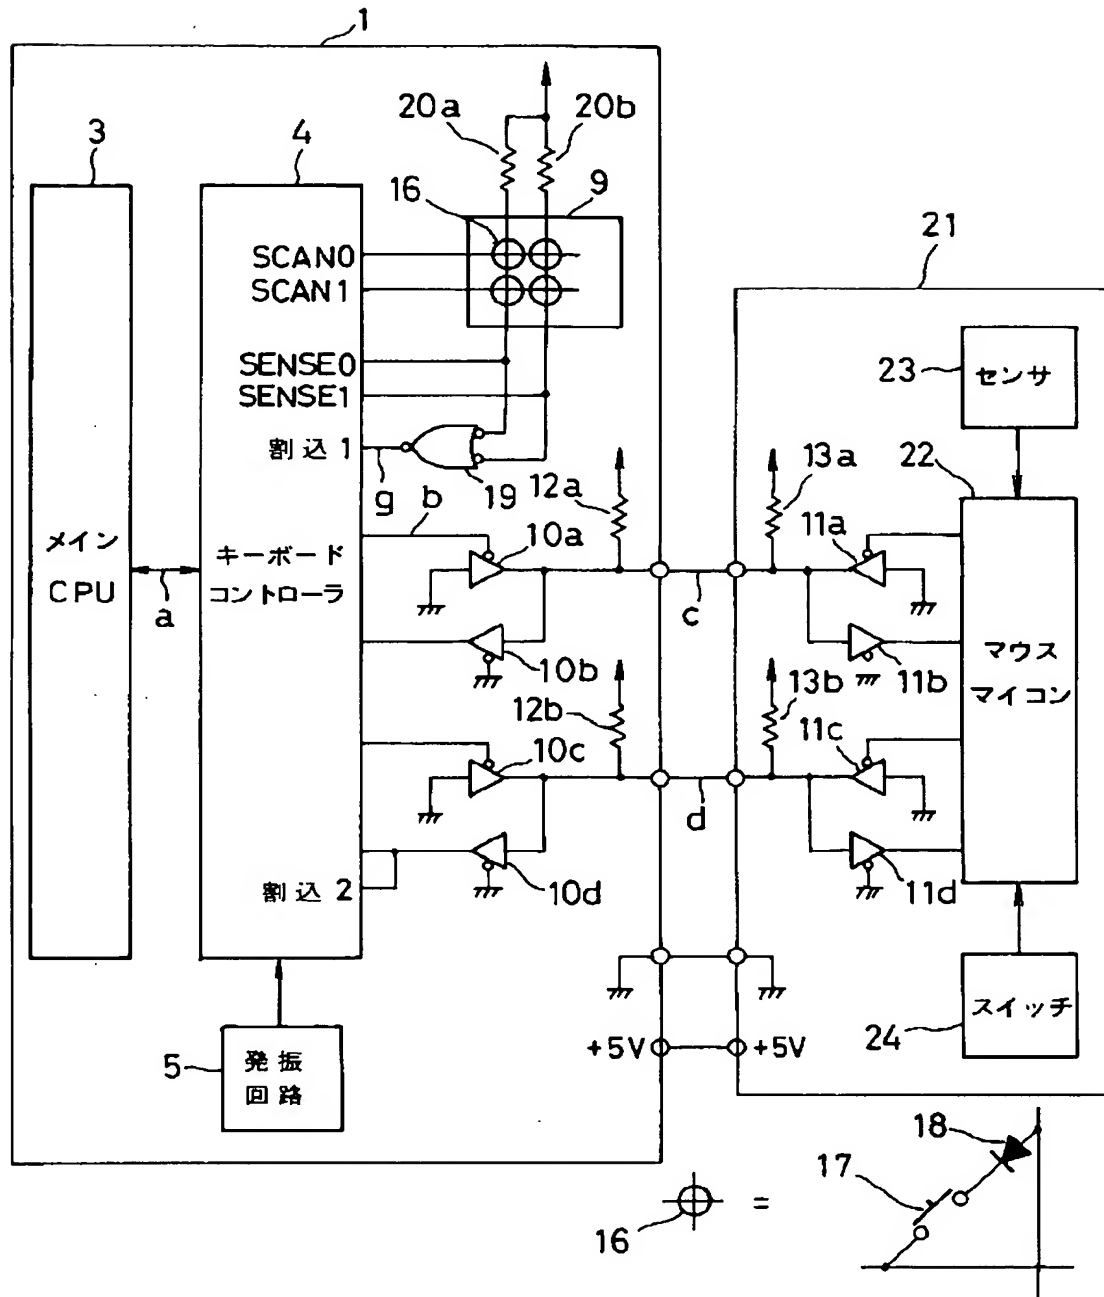 1
20a
20b
3
4
16
9
SCAN0
SCAN1
SENSE0
SENSE1
割込1
g
19
b
メイン
CPU
a
キーボード
コントローラ
10a
10b
10c
10d
12a
12b
割込2
5
発振
回路
c
d
+5V
+5V
21
23
センサ
22
13a
11a
11b
13b
11c
11d
マウス
マイコン
スイッチ
24
16
=
17
18